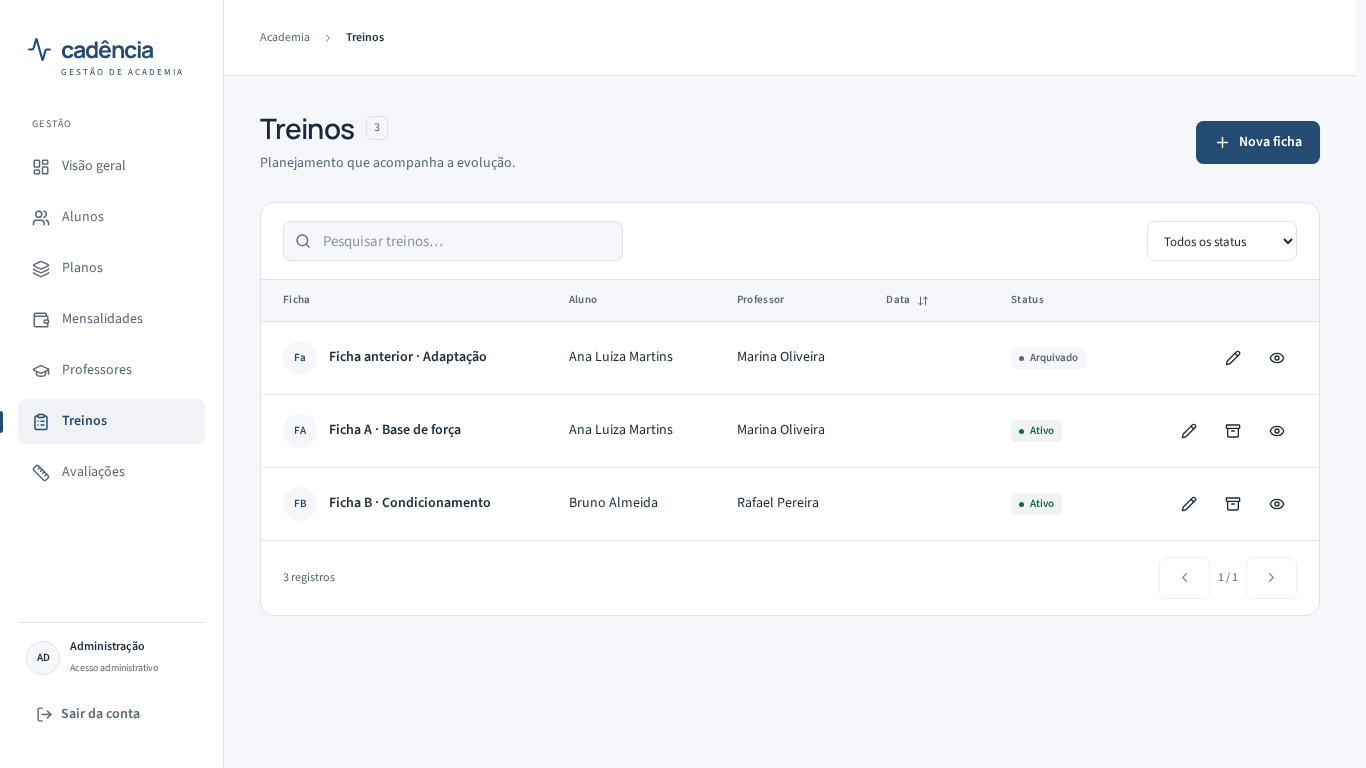 cadência
GESTÃO DE ACADEMIA
GESTÃO
Visão geral
Alunos
Planos
Mensalidades
Professores
Treinos
Avaliações
AD
Administração
Acesso administrativo
Sair da conta
Academia
Treinos
Treinos
3
Planejamento que acompanha a evolução.
Nova ficha
Pesquisar treinos…
Todos os status
Ficha Aluno Professor Data Status
Fa Ficha anterior · Adaptação Ana Luiza Martins Marina Oliveira Arquivado
FA Ficha A · Base de força Ana Luiza Martins Marina Oliveira Ativo
FB Ficha B · Condicionamento Bruno Almeida Rafael Pereira Ativo
3 registros
1 / 1